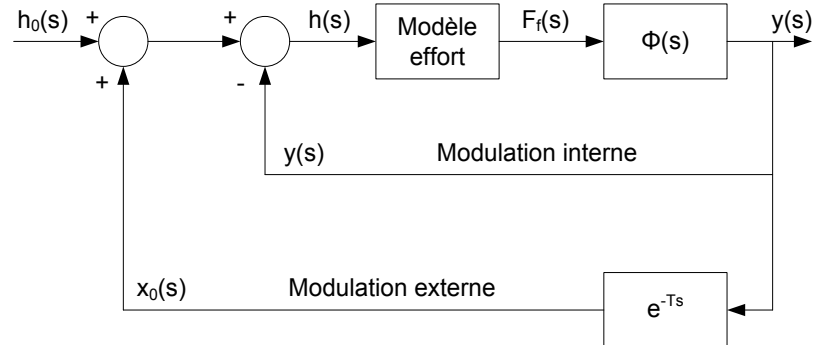 h₀(s) + + h(s) Modèle effort F_f(s) Φ(s) y(s)
+ -
y(s) Modulation interne
x₀(s) Modulation externe e^{-Ts}